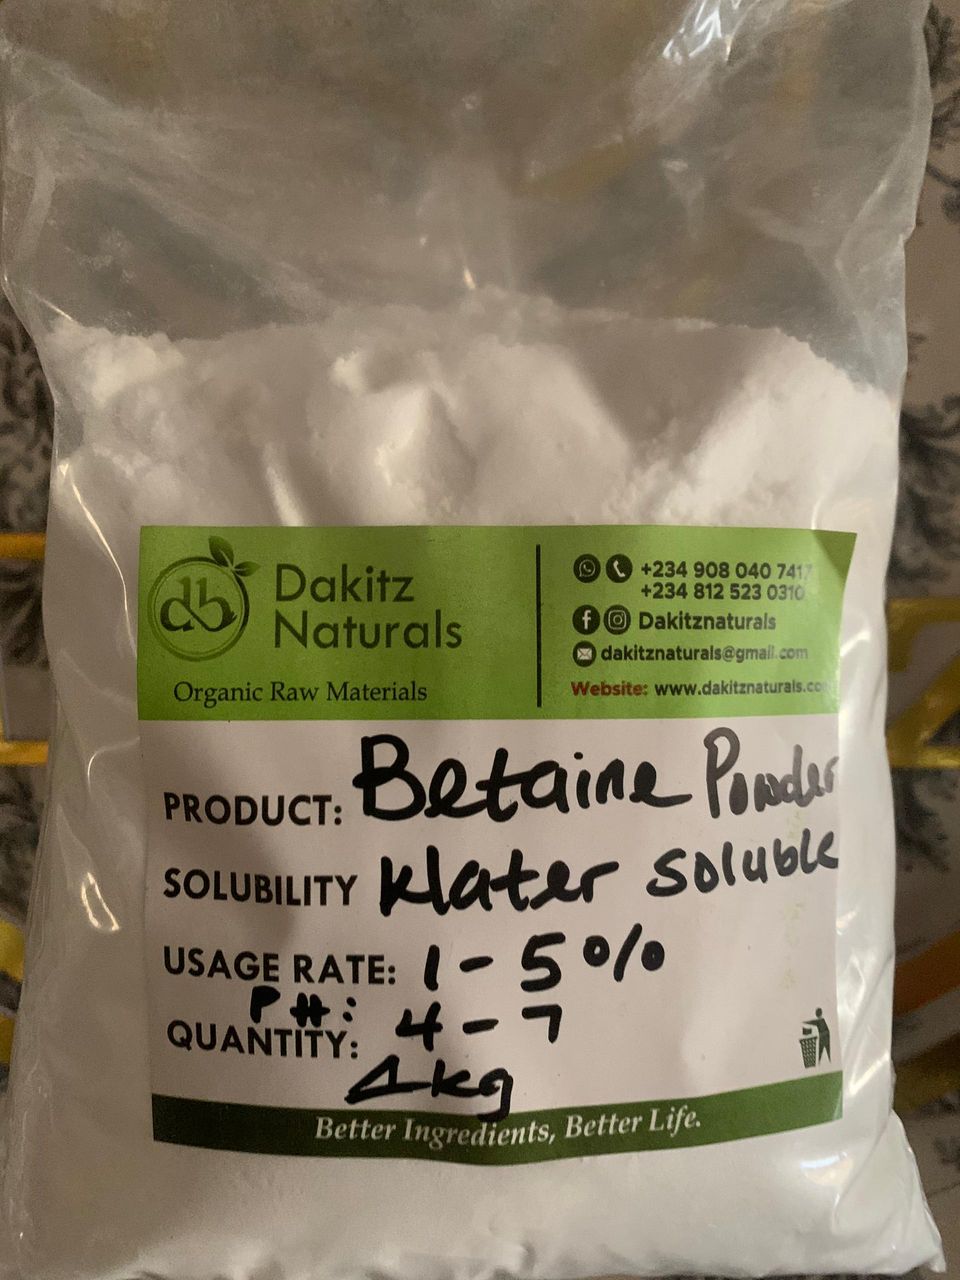 db
Dakitz
Naturals
Organic Raw Materials
+234 908 040 7417
+234 812 523 0310
Dakitznaturals
dakitznaturals@gmail.com
Website: www.dakitznaturals.co
PRODUCT: Betaine Powder
SOLUBILITY Water soluble
USAGE RATE: 1-5%
PH: 4-7
QUANTITY: 1kg
Better Ingredients, Better Life.